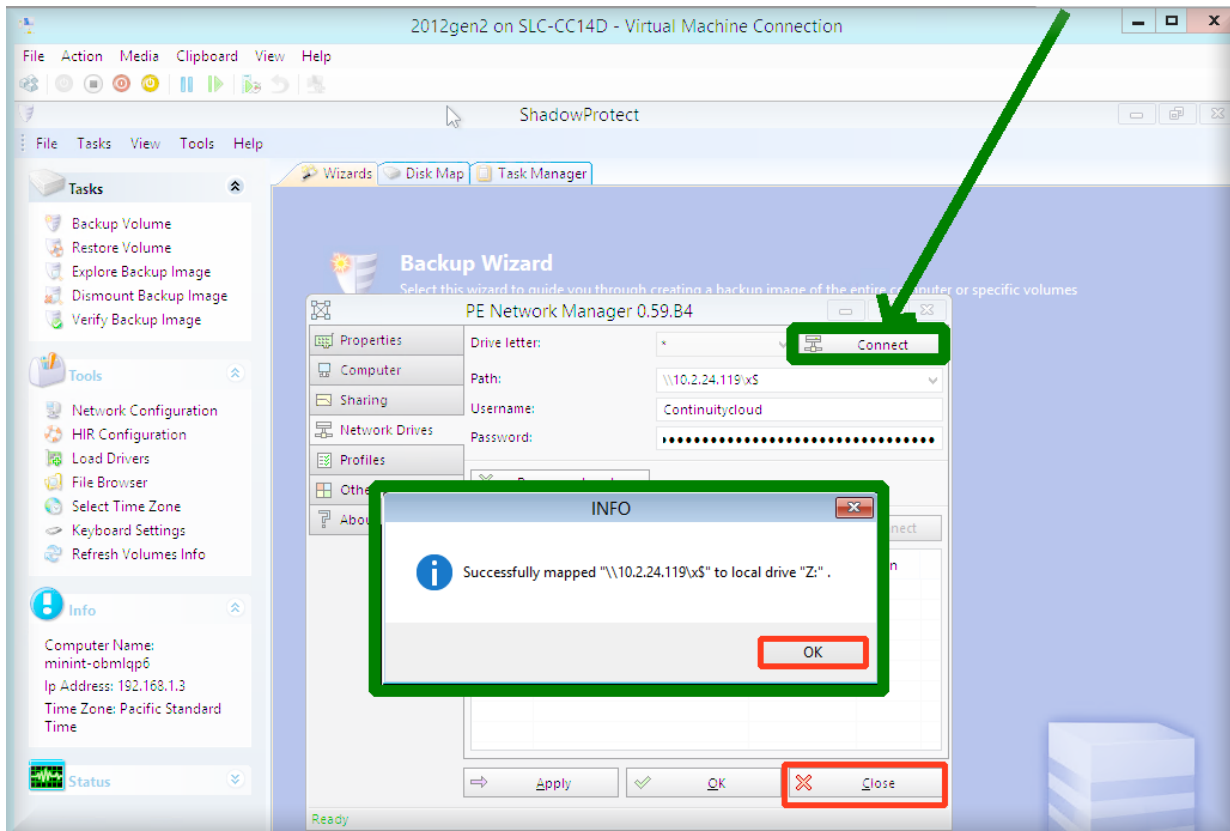 2012gen2 on SLC-CC14D - Virtual Machine Connection
File Action Media Clipboard View Help
ShadowProtect
File Tasks View Tools Help
Wizards Disk Map Task Manager
Tasks
Backup Volume
Restore Volume
Explore Backup Image
Dismount Backup Image
Verify Backup Image
Tools
Network Configuration
HIR Configuration
Load Drivers
File Browser
Select Time Zone
Keyboard Settings
Refresh Volumes Info
Info
Computer Name:
minint-obmlqp6
Ip Address: 192.168.1.3
Time Zone: Pacific Standard
Time
Status
Backup Wizard
Select this wizard to guide you through creating a backup image of the entire computer or specific volumes
PE Network Manager 0.59.B4
Properties
Computer
Sharing
Network Drives
Profiles
Drive letter: * Connect
Path: \\10.2.24.119\x$
Username: Continuitycloud
Password: ••••••••••••••••••••••••••••••••
INFO
Successfully mapped "\\10.2.24.119\x$" to local drive "Z:" .
OK
Apply OK Close
Ready